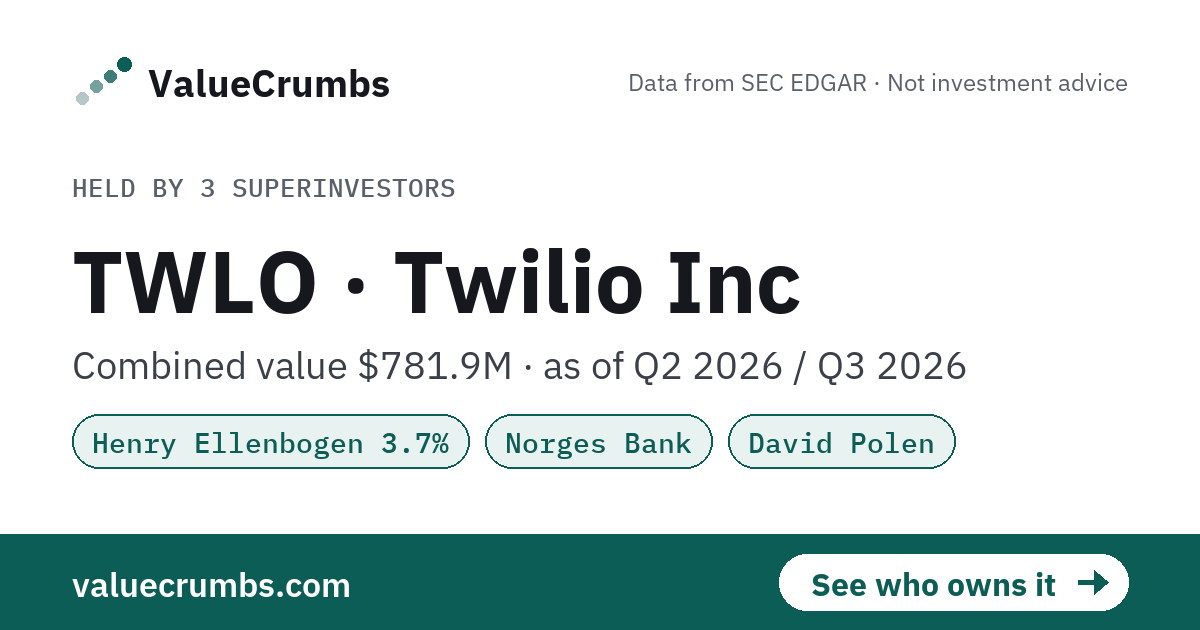 ValueCrumbs
Data from SEC EDGAR · Not investment advice
HELD BY 3 SUPERINVESTORS
TWLO · Twilio Inc
Combined value $781.9M · as of Q2 2026 / Q3 2026
Henry Ellenbogen 3.7%
Norges Bank
David Polen
valuecrumbs.com
See who owns it →